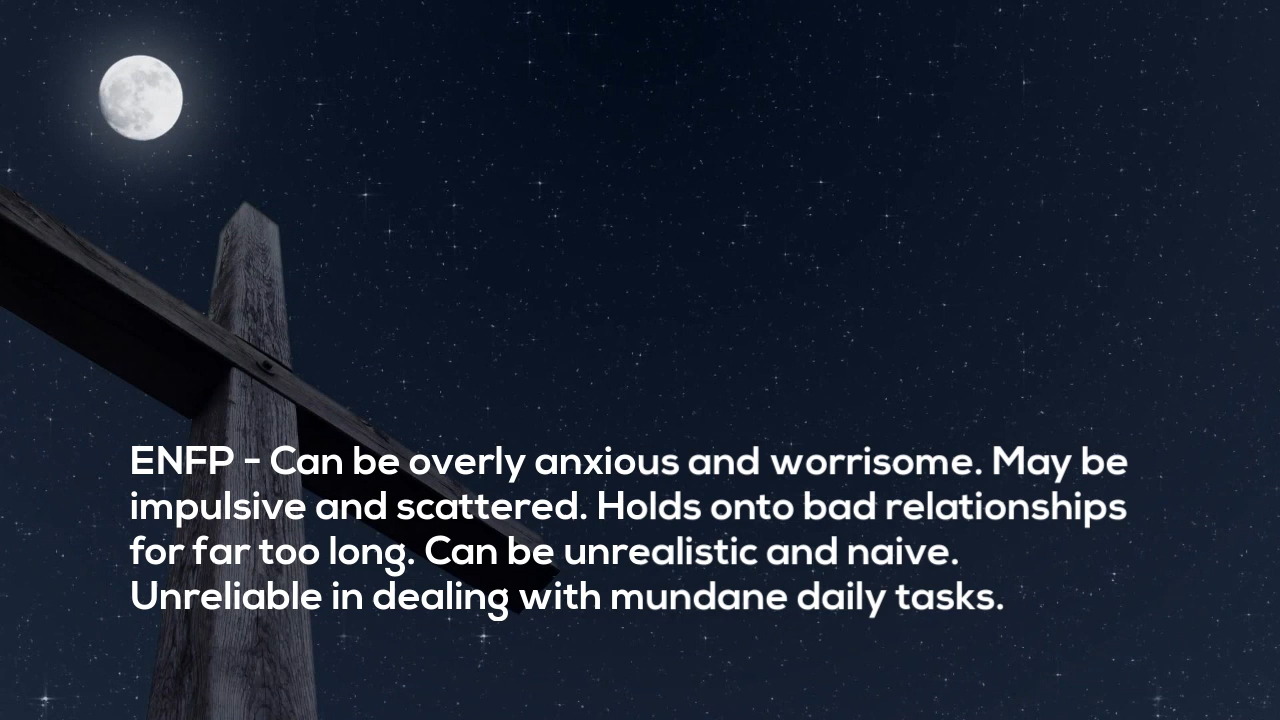 ENFP - Can be overly anxious and worrisome. May be
impulsive and scattered. Holds onto bad relationships
for far too long. Can be unrealistic and naive.
Unreliable in dealing with mundane daily tasks.